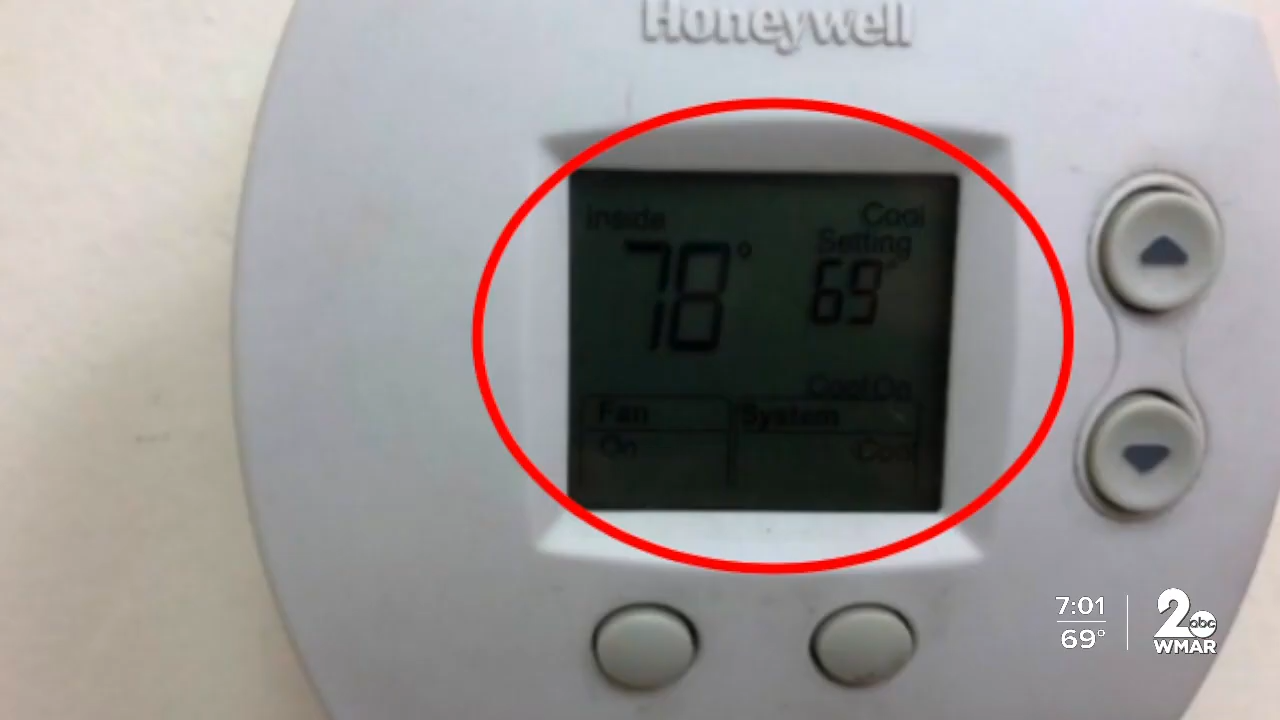 Honeywell
Inside
Cool
Setting
78°
69°
Cool On
Fan
System
On
Cool
7:01
69°
2
abc
WMAR